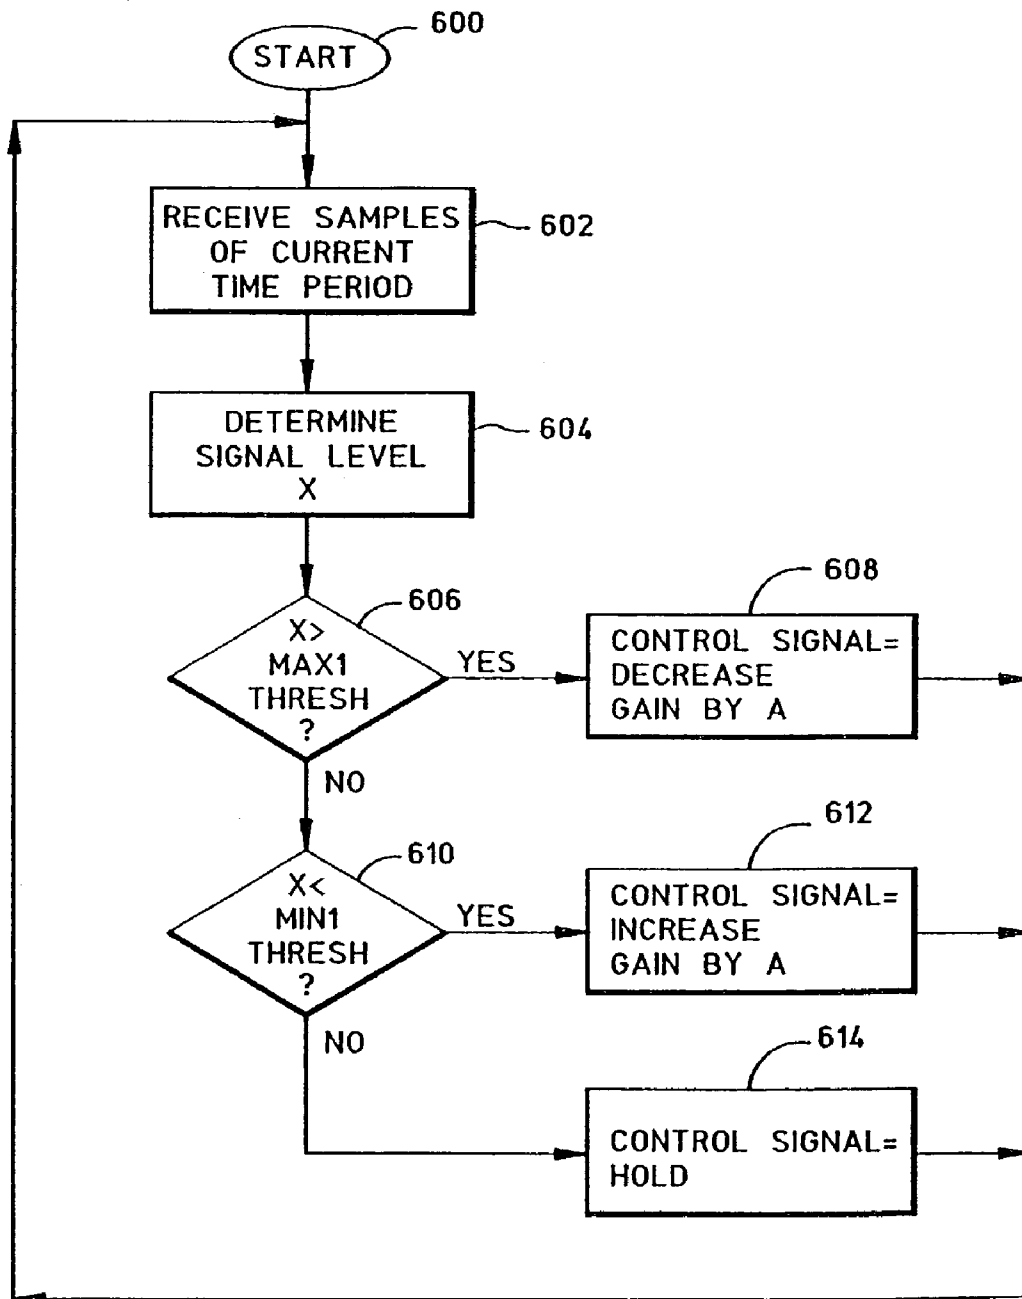 600
START
RECEIVE SAMPLES
OF CURRENT
TIME PERIOD
602
DETERMINE
SIGNAL LEVEL
X
604
606
X>
MAX1
THRESH
?
YES
NO
608
CONTROL SIGNAL=
DECREASE
GAIN BY A
610
X<
MIN1
THRESH
?
YES
NO
612
CONTROL SIGNAL=
INCREASE
GAIN BY A
614
CONTROL SIGNAL=
HOLD